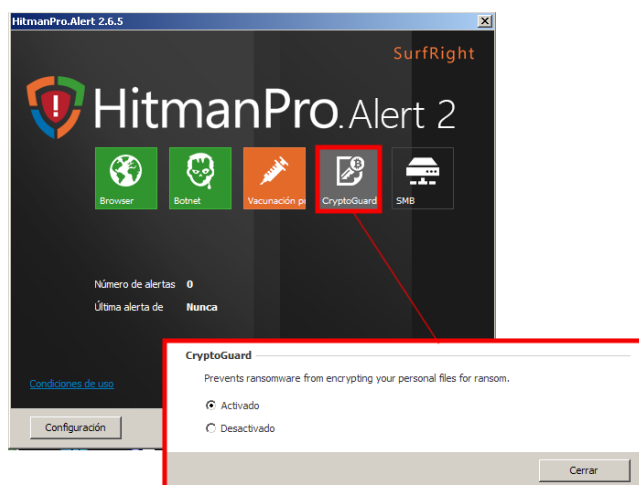 HitmanPro.Alert 2.6.5
SurfRight
HitmanPro.Alert 2
Browser
Botnet
Vacunación
CryptoGuard
SMB
Número de alertas 0
Última alerta de Nunca
Condiciones de uso
Configuración
CryptoGuard
Prevents ransomware from encrypting your personal files for ransom.
Activado
Desactivado
Cerrar